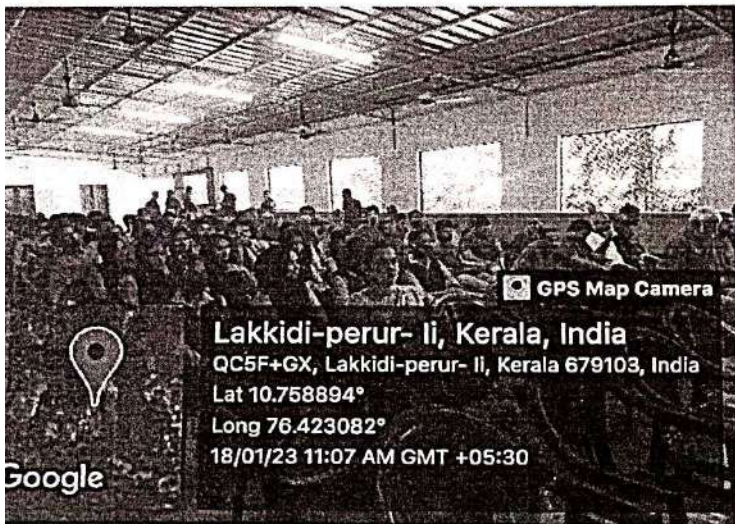 GPS Map Camera
Lakkidi-perur- Ii, Kerala, India
QC5F+GX, Lakkidi-perur- Ii, Kerala 679103, India
Lat 10.758894°
Long 76.423082°
18/01/23 11:07 AM GMT +05:30
Google